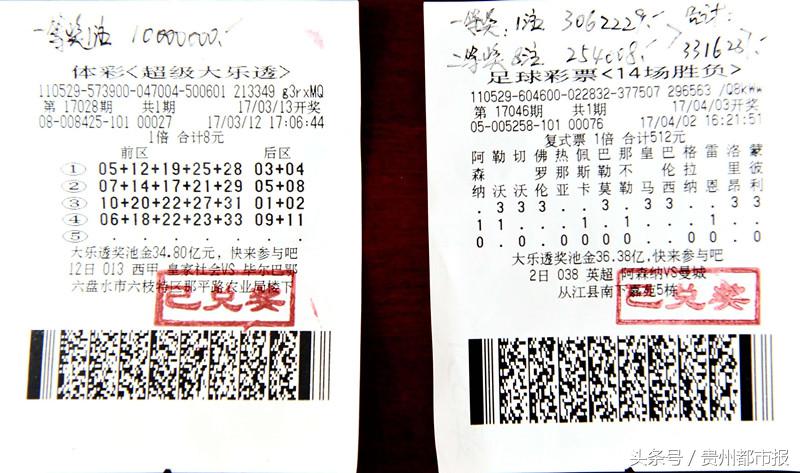 一等奖1注 10000000.-
体彩<超级大乐透>
110529-573900-047004-500601 213349 g3rxMQ
第 17028期 共1期 17/03/13开奖
08-008425-101 00027 17/03/12 17:06:44
1倍 合计8元
前区 后区
① 05+12+19+25+28 03+04
② 07+14+17+21+29 05+08
③ 10+20+22+27+31 01+02
④ 06+18+22+23+33 09+11
⑤
大乐透奖池金34.80亿元，快来参与吧
12日 013 西甲 皇家社会VS 毕尔巴鄂
六盘水市六枝特区那平路农业局楼下
已兑奖
一等奖: 1注 3062229.- 合计:
二等奖 8注 254008.- 3316237.-
足球彩票<14场胜负>
110529-604600-022832-377507 296563 /Q8kWw
第 17046期 共1期 17/04/03开奖
05-005258-101 00076 17/04/02 16:21:51
复式票 1倍 合计512元
阿 勒 切 佛 热 佩 巴 那 皇 巴 格 雷 洛 蒙
森 罗 那 斯 勒 不 伦 拉 里 彼
纳 沃 沃 伦 亚 卡 莫 勒 马 西 纳 恩 昂 利
大乐透奖池金36.38亿元，快来参与吧
2日 038 英超 阿森纳VS曼城
从江县南下嘉苑5栋
已兑奖
头条号 / 贵州都市报